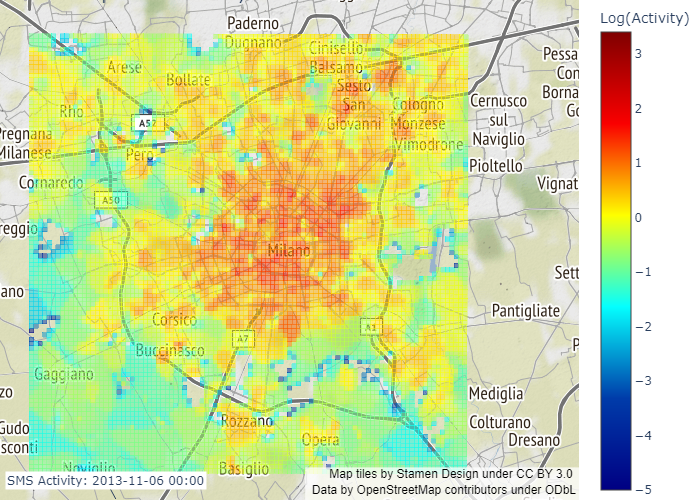 Log(Activity)
3
2
1
0
−1
−2
−3
−4
−5
Paderno
Dugnano
Cinisello
Balsamo
Arese
Bollate
Sesto
San
Giovanni
Cologno
Monzese
Cernusco
sul
Naviglio
Rho
A52
Pregnana
Milanese
Pero
Vimodrone
Pioltello
Cornaredo
A50
Vignat
reggio
Milano
Sett
ano
Pantigliate
Corsico
A7
A1
Buccinasco
Gaggiano
zo
Mediglia
Rozzano
Colturano
Gudo
sconti
Opera
Dresano
Noviglio
Basiglio
Pessa
Con
Borna
Go
P
SMS Activity: 2013-11-06 00:00
Map tiles by Stamen Design under CC BY 3.0
Data by OpenStreetMap contributors under ODbL